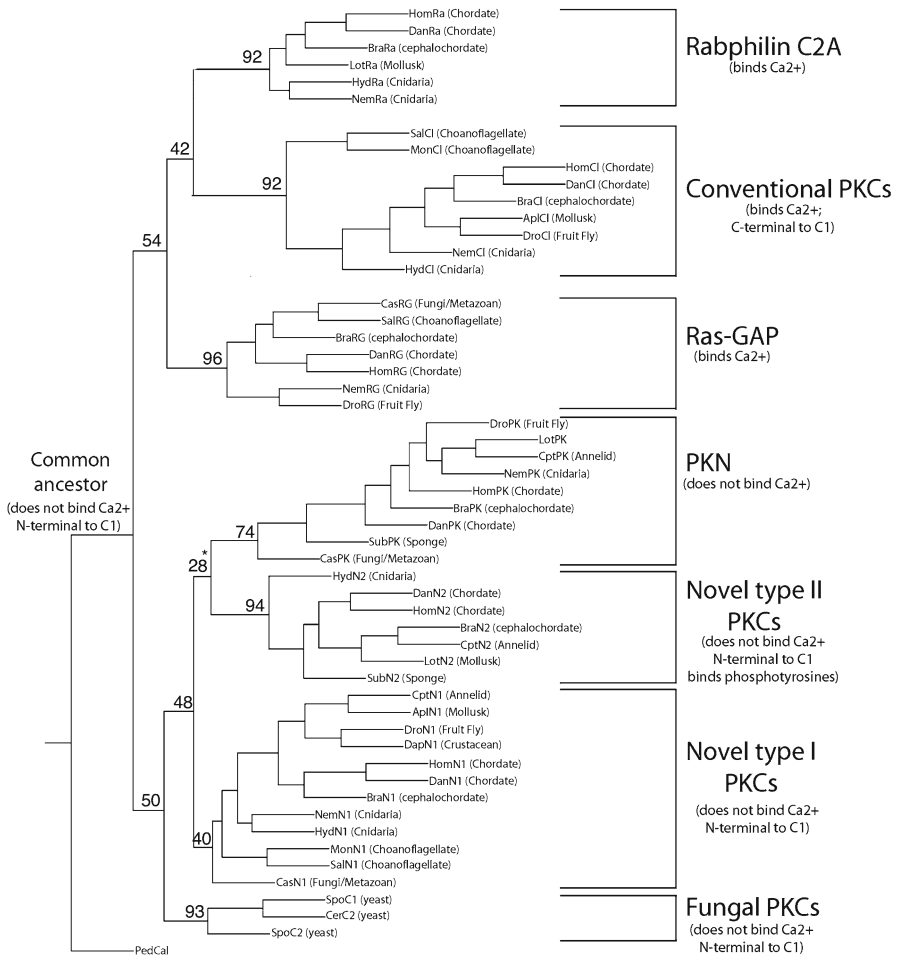 HomRa (Chordate)
DanRa (Chordate)
BraRa (cephalochordate)
LotRa (Mollusk)
HydRa (Cnidaria)
NemRa (Cnidaria)
92
Rabphilin C2A
(binds Ca2+)
42
SalCl (Choanoflagellate)
MonCl (Choanoflagellate)
HomCl (Chordate)
DanCl (Chordate)
BraCl (cephalochordate)
AplCl (Mollusk)
DroCl (Fruit Fly)
NemCl (Cnidaria)
HydCl (Cnidaria)
92
Conventional PKCs
(binds Ca2+;
C-terminal to C1)
54
CasRG (Fungi/Metazoan)
SalRG (Choanoflagellate)
BraRG (cephalochordate)
DanRG (Chordate)
HomRG (Chordate)
NemRG (Cnidaria)
DroRG (Fruit Fly)
96
Ras-GAP
(binds Ca2+)
Common
ancestor
(does not bind Ca2+
N-terminal to C1)
DroPK (Fruit Fly)
LotPK
CptPK (Annelid)
NemPK (Cnidaria)
HomPK (Chordate)
BraPK (cephalochordate)
DanPK (Chordate)
SubPK (Sponge)
CasPK (Fungi/Metazoan)
74
PKN
(does not bind Ca2+)
*
28
HydN2 (Cnidaria)
DanN2 (Chordate)
HomN2 (Chordate)
BraN2 (cephalochordate)
CptN2 (Annelid)
LotN2 (Mollusk)
SubN2 (Sponge)
94
Novel type II
PKCs
(does not bind Ca2+
N-terminal to C1
binds phosphotyrosines)
48
CptN1 (Annelid)
AplN1 (Mollusk)
DroN1 (Fruit Fly)
DapN1 (Crustacean)
HomN1 (Chordate)
DanN1 (Chordate)
BraN1 (cephalochordate)
NemN1 (Cnidaria)
HydN1 (Cnidaria)
MonN1 (Choanoflagellate)
SalN1 (Choanoflagellate)
CasN1 (Fungi/Metazoan)
40
Novel type I
PKCs
(does not bind Ca2+
N-terminal to C1)
50
SpoC1 (yeast)
CerC2 (yeast)
SpoC2 (yeast)
93
Fungal PKCs
(does not bind Ca2+
N-terminal to C1)
PedCal